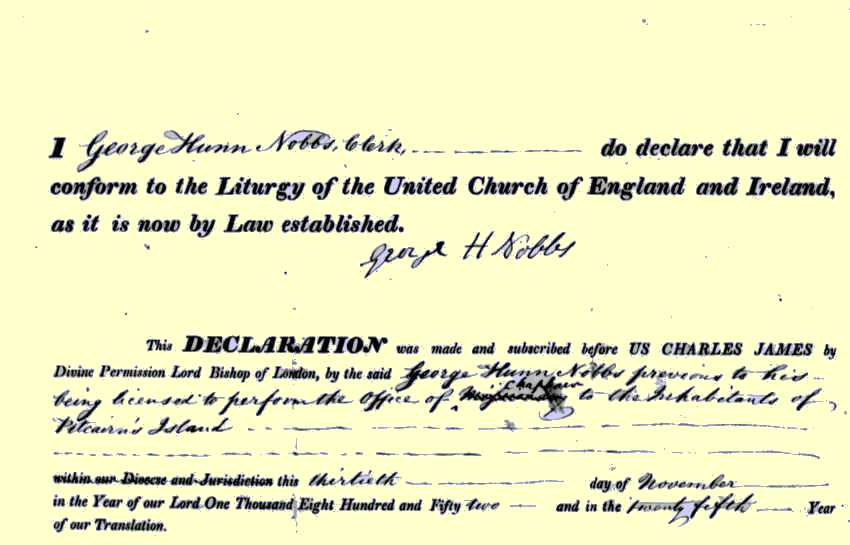 I George Hunn Nobbs, Clerk, do declare that I will
conform to the Liturgy of the United Church of England and Ireland,
as it is now by Law established.
George H Nobbs
This DECLARATION was made and subscribed before US CHARLES JAMES by
Divine Permission Lord Bishop of London, by the said George Hunn Nobbs previous to his
Chaplain
being licensed to perform the Office of Missionary to the Inhabitants of
Pitcairn's Island
within our Diocese and Jurisdiction this thirtieth day of November
in the Year of our Lord One Thousand Eight Hundred and Fifty two and in the twenty fifth Year
of our Translation.